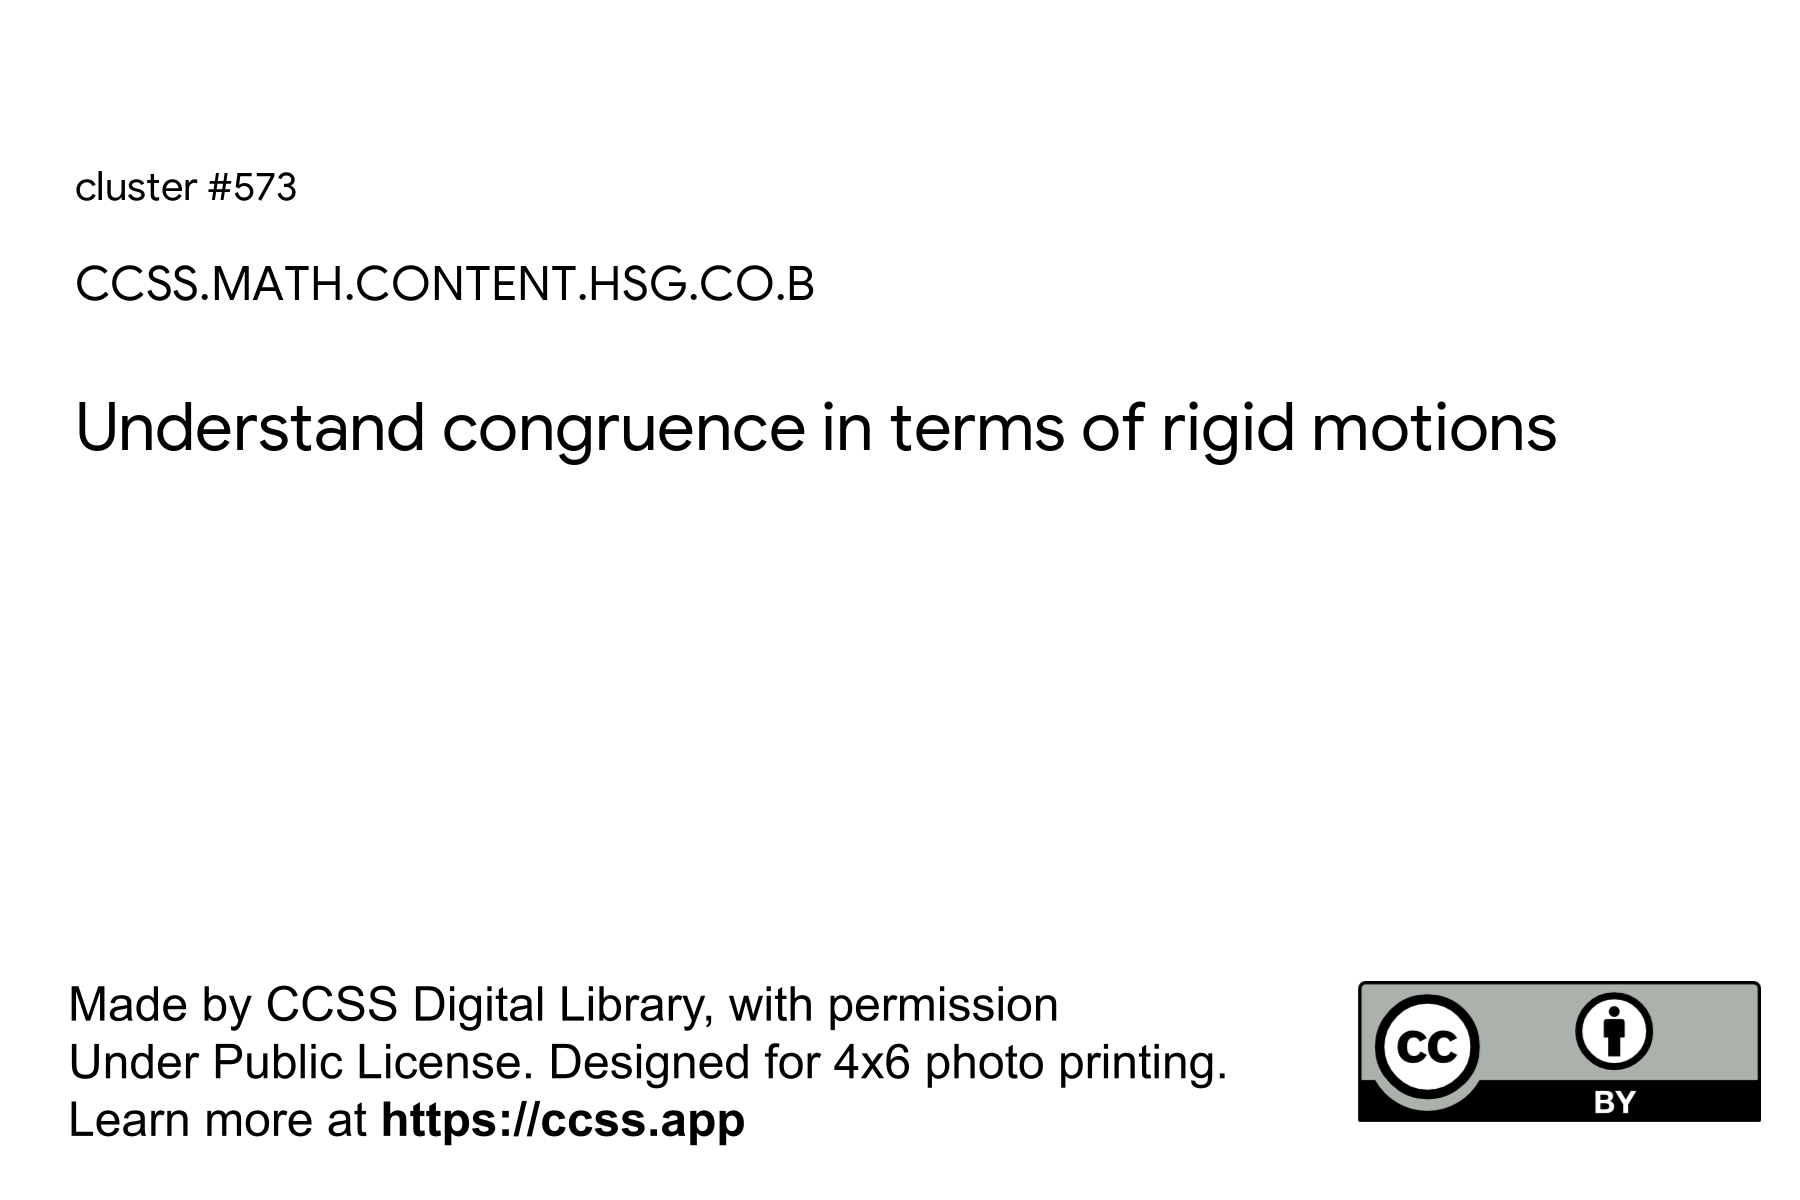 cluster #573
CCSS.MATH.CONTENT.HSG.CO.B
Understand congruence in terms of rigid motions
Made by CCSS Digital Library, with permission
Under Public License. Designed for 4x6 photo printing.
Learn more at https://ccss.app
CC
BY